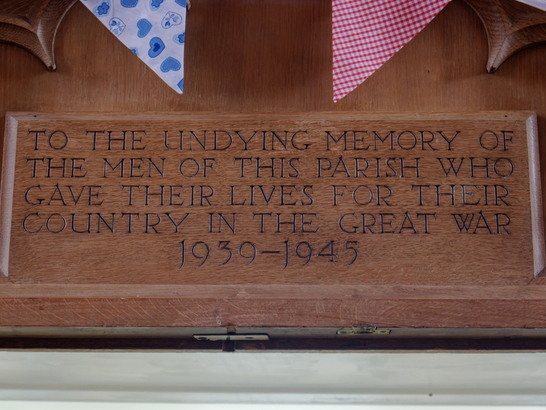 TO THE UNDYING MEMORY OF
THE MEN OF THIS PARISH WHO
GAVE THEIR LIVES FOR THEIR
COUNTRY IN THE GREAT WAR
1939–1945